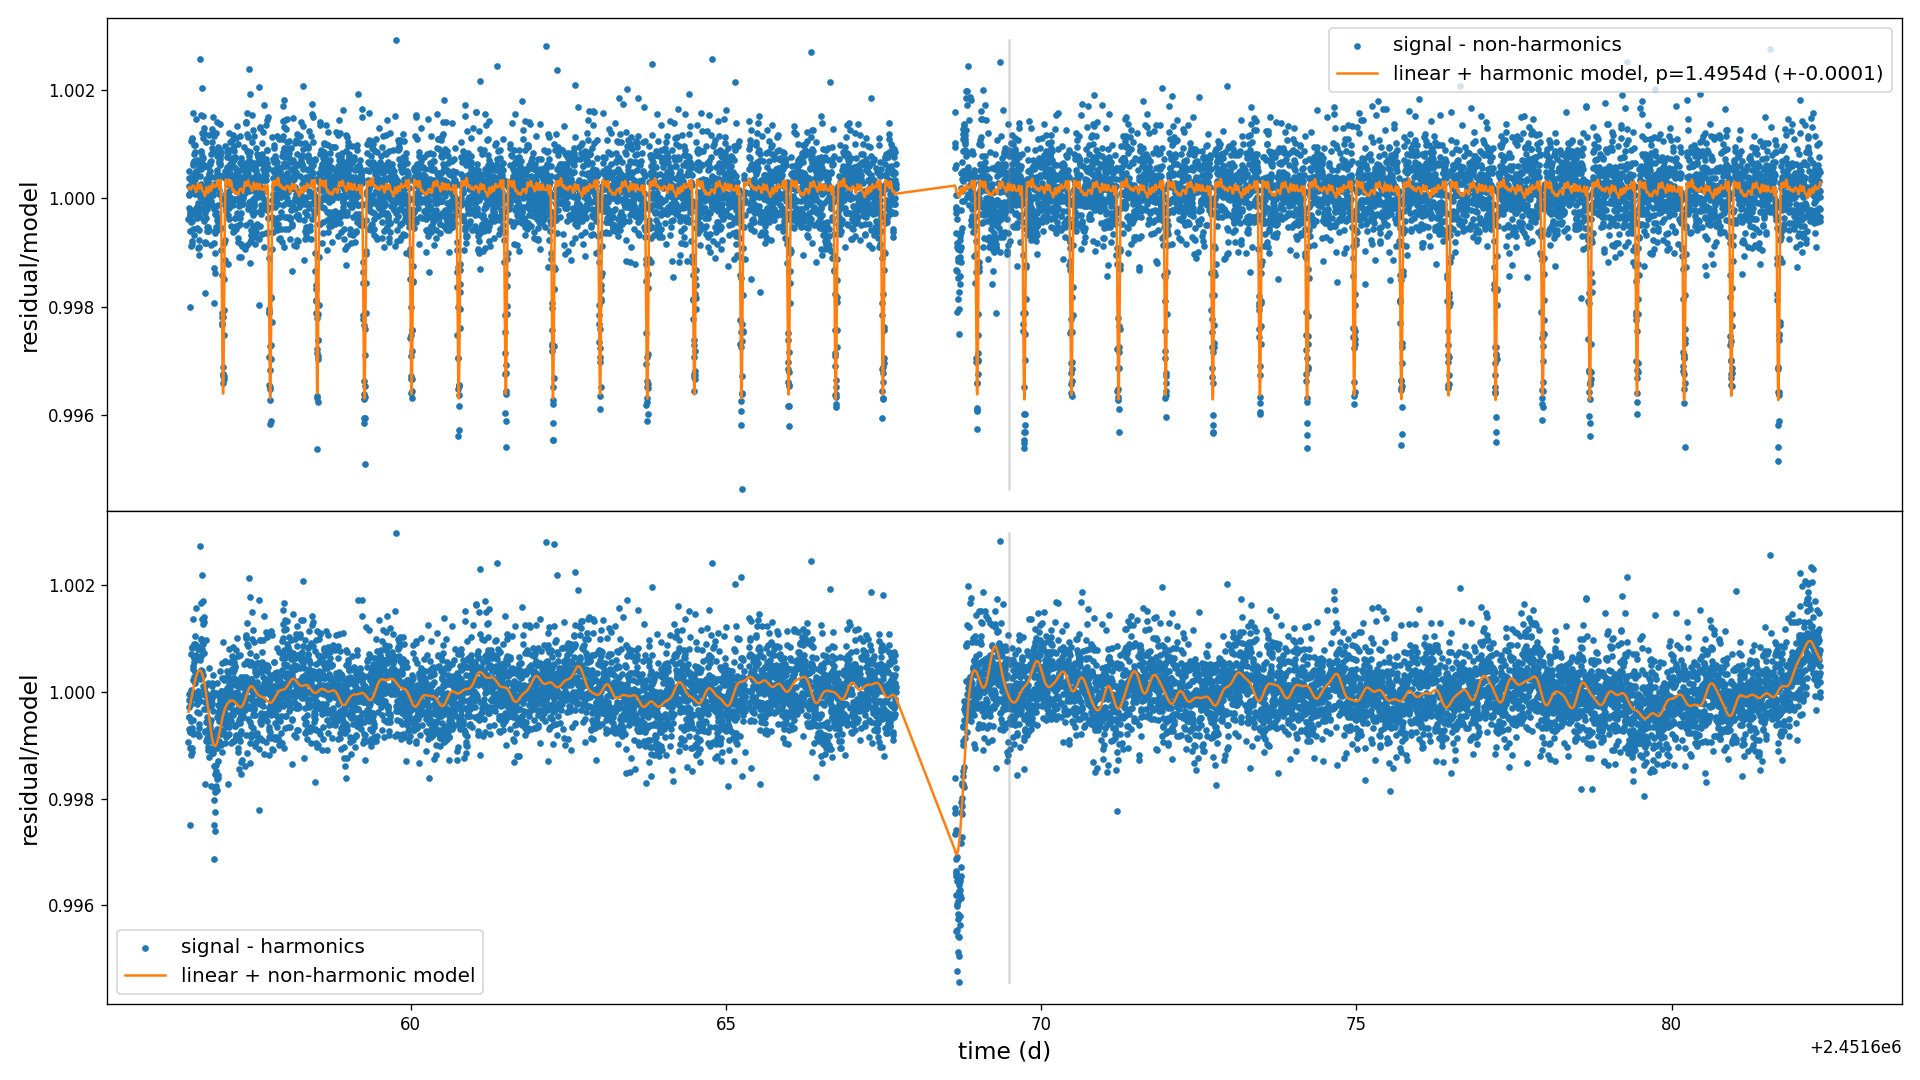 signal - non-harmonics
linear + harmonic model, p=1.4954d (+-0.0001)
1.002
1.000
0.998
0.996
residual/model
1.002
1.000
0.998
0.996
residual/model
signal - harmonics
linear + non-harmonic model
60
65
70
75
80
time (d)
+2.4516e6